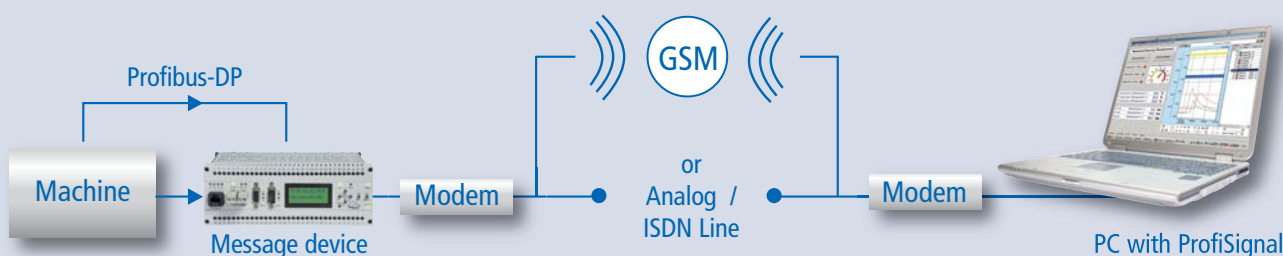 GSM
Profibus-DP
Machine
Message device
Modem
or
Analog /
ISDN Line
Modem
PC with ProfiSignal